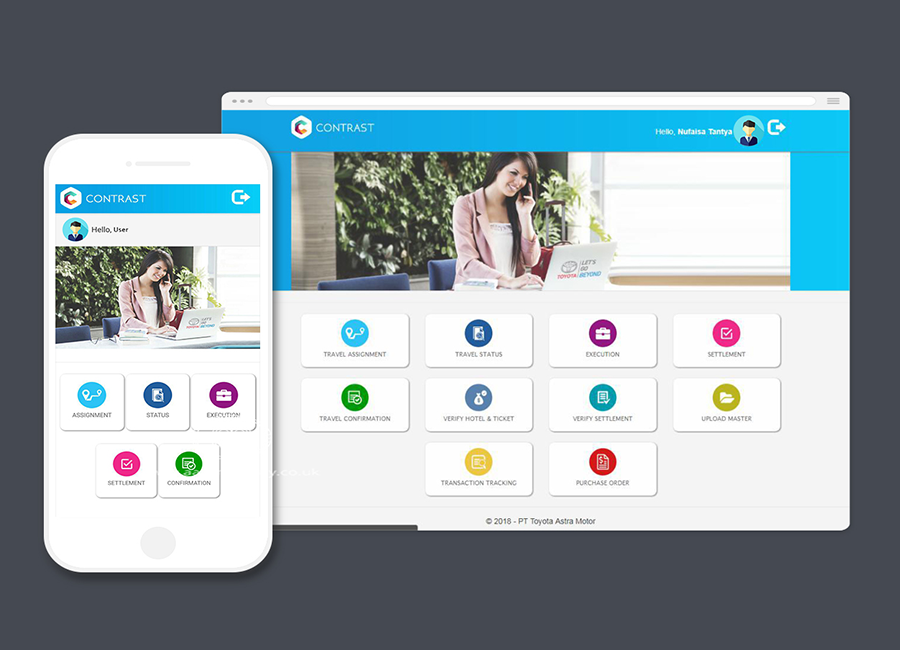 CONTRAST
Hello, User
LET'S
GO
TOYOTA BEYOND
ASSIGNMENT
STATUS
EXECUTION
SETTLEMENT
CONFIRMATION
CONTRAST
Hello, Nufaisa Tantya
LET'S
GO
TOYOTA BEYOND
TRAVEL ASSIGNMENT
TRAVEL STATUS
EXECUTION
SETTLEMENT
TRAVEL CONFIRMATION
VERIFY HOTEL & TICKET
VERIFY SETTLEMENT
UPLOAD MASTER
TRANSACTION TRACKING
PURCHASE ORDER
© 2018 - PT Toyota Astra Motor